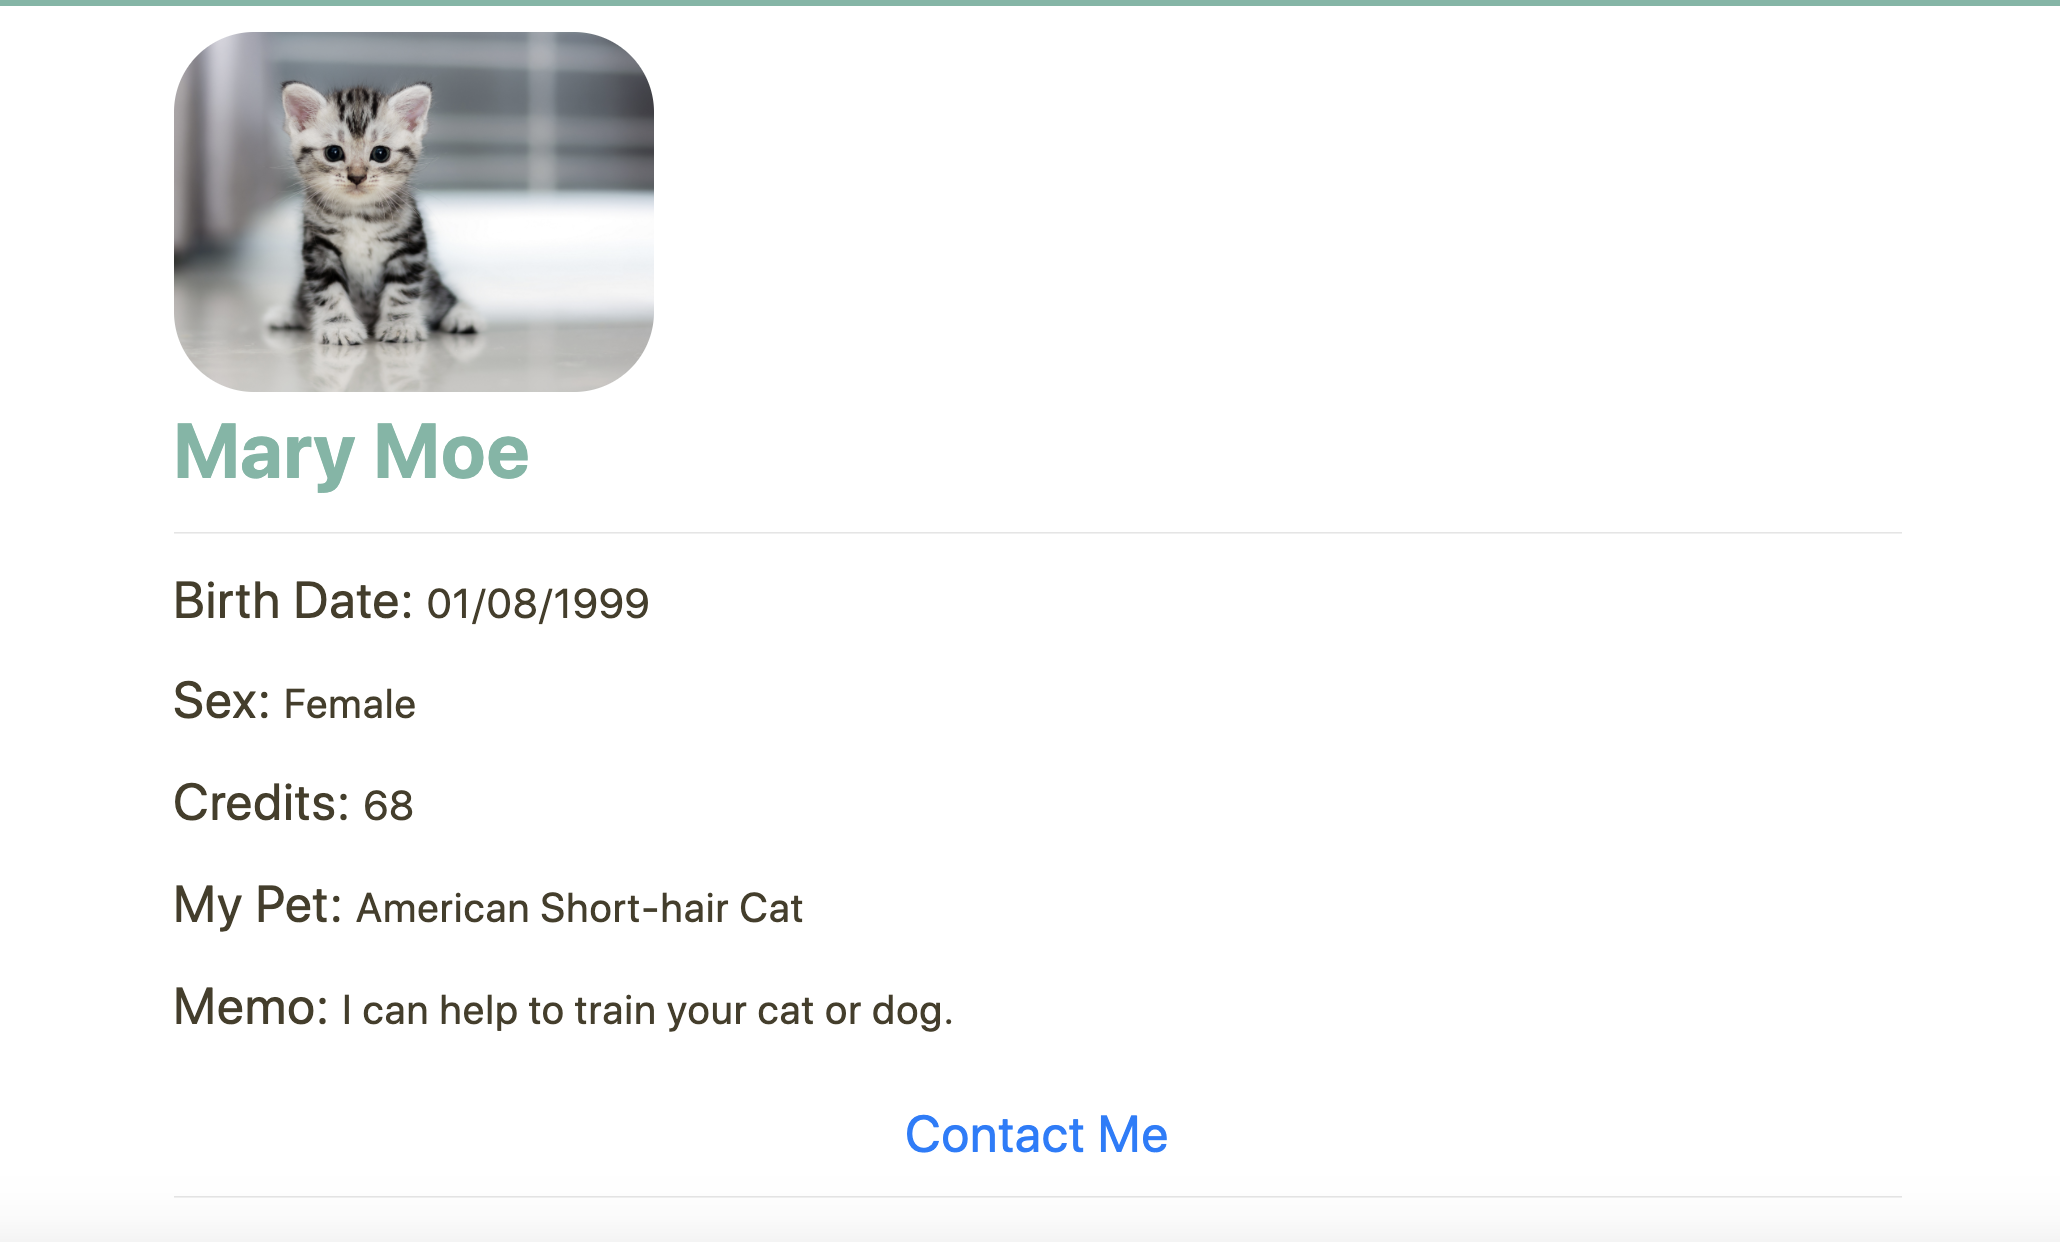 Mary Moe
Birth Date: 01/08/1999
Sex: Female
Credits: 68
My Pet: American Short-hair Cat
Memo: I can help to train your cat or dog.
Contact Me